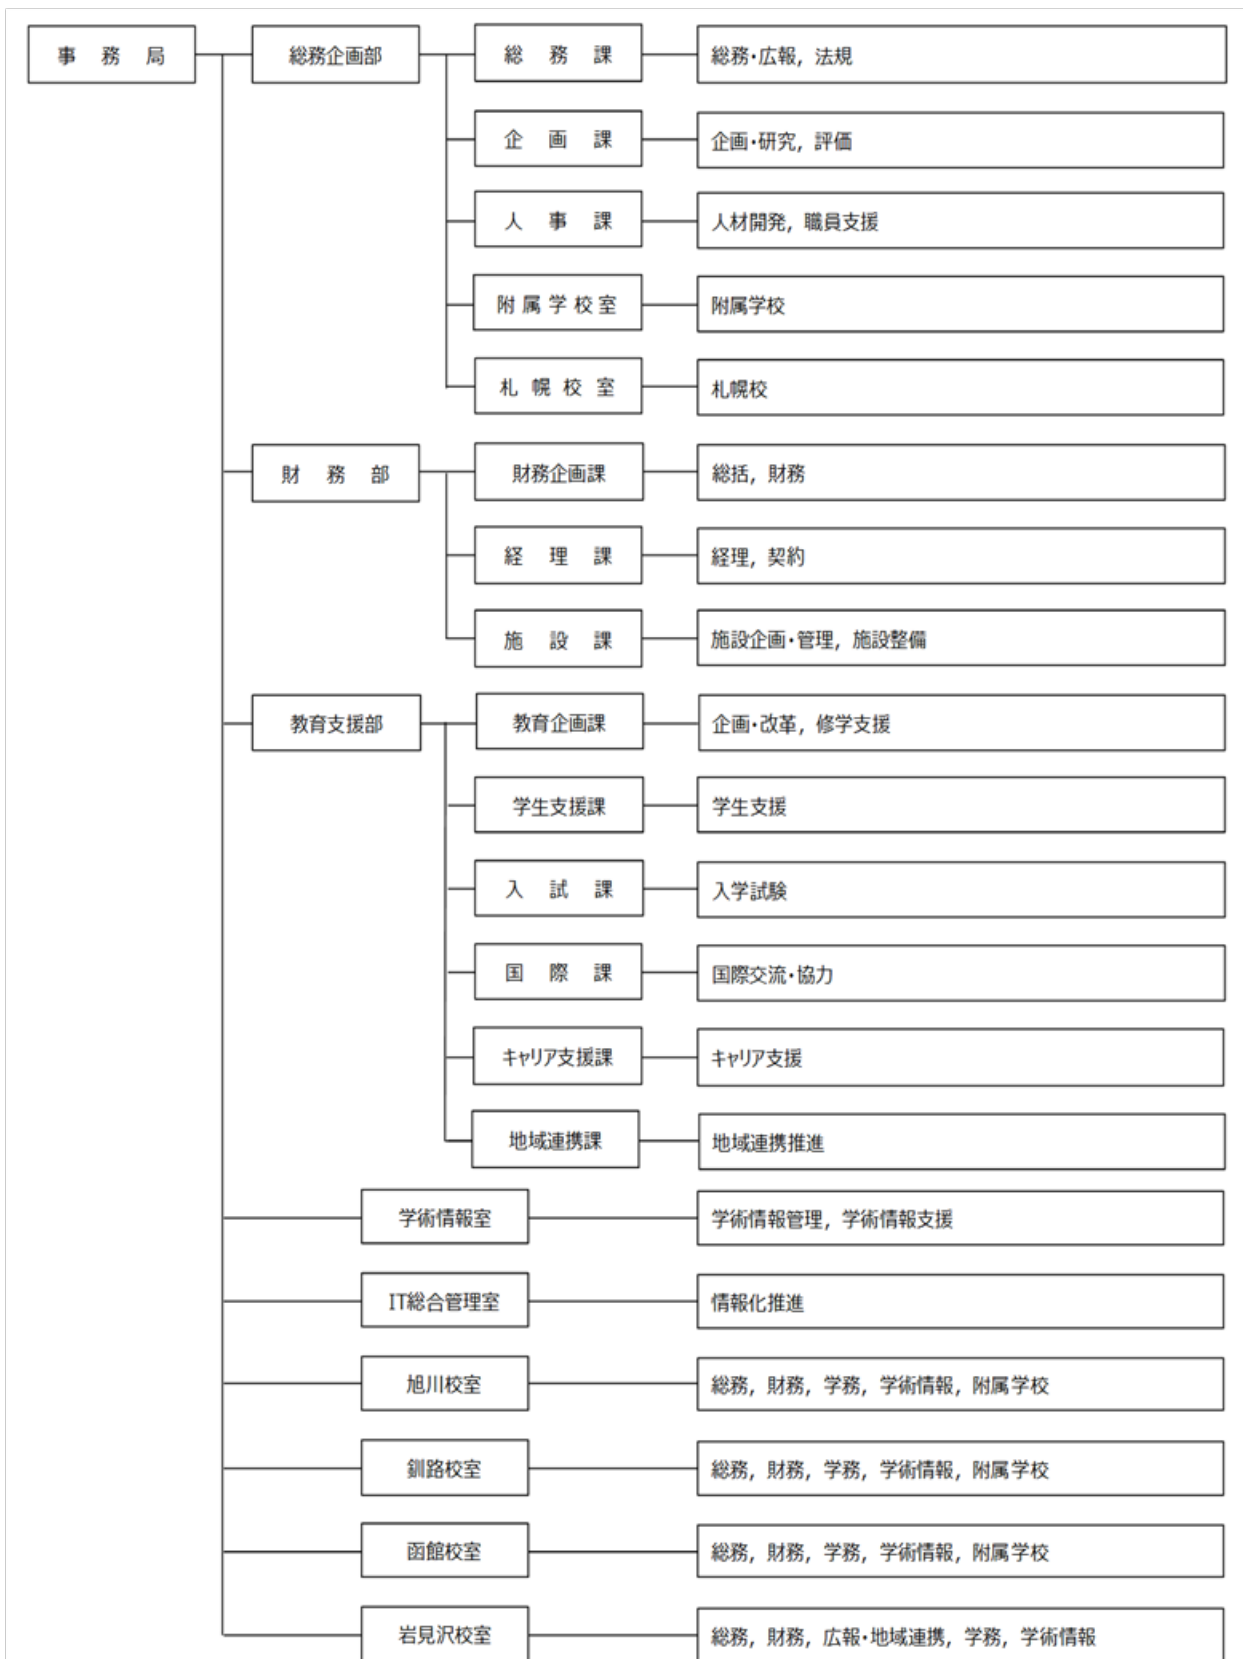 事務局 総務企画部 総務課 総務・広報, 法規
企画課 企画・研究, 評価
人事課 人材開発, 職員支援
附属学校室 附属学校
札幌校室 札幌校
財務部 財務企画課 総括, 財務
経理課 経理, 契約
施設課 施設企画・管理, 施設整備
教育支援部 教育企画課 企画・改革, 修学支援
学生支援課 学生支援
入試課 入学試験
国際課 国際交流・協力
キャリア支援課 キャリア支援
地域連携課 地域連携推進
学術情報室 学術情報管理, 学術情報支援
IT総合管理室 情報化推進
旭川校室 総務, 財務, 学務, 学術情報, 附属学校
釧路校室 総務, 財務, 学務, 学術情報, 附属学校
函館校室 総務, 財務, 学務, 学術情報, 附属学校
岩見沢校室 総務, 財務, 広報・地域連携, 学務, 学術情報